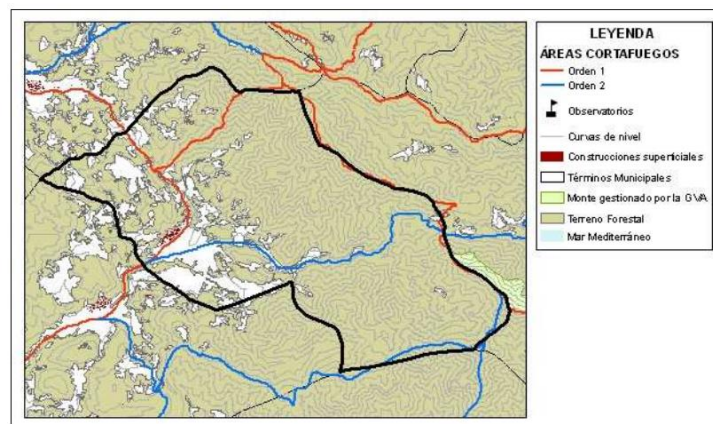 LEYENDA
ÁREAS CORTAFUEGOS
Orden 1
Orden 2
Observatorios
Curvas de nivel
Construcciones superficiales
Términos Municipales
Monte gestionado por la GVA
Terreno Forestal
Mar Mediterráneo